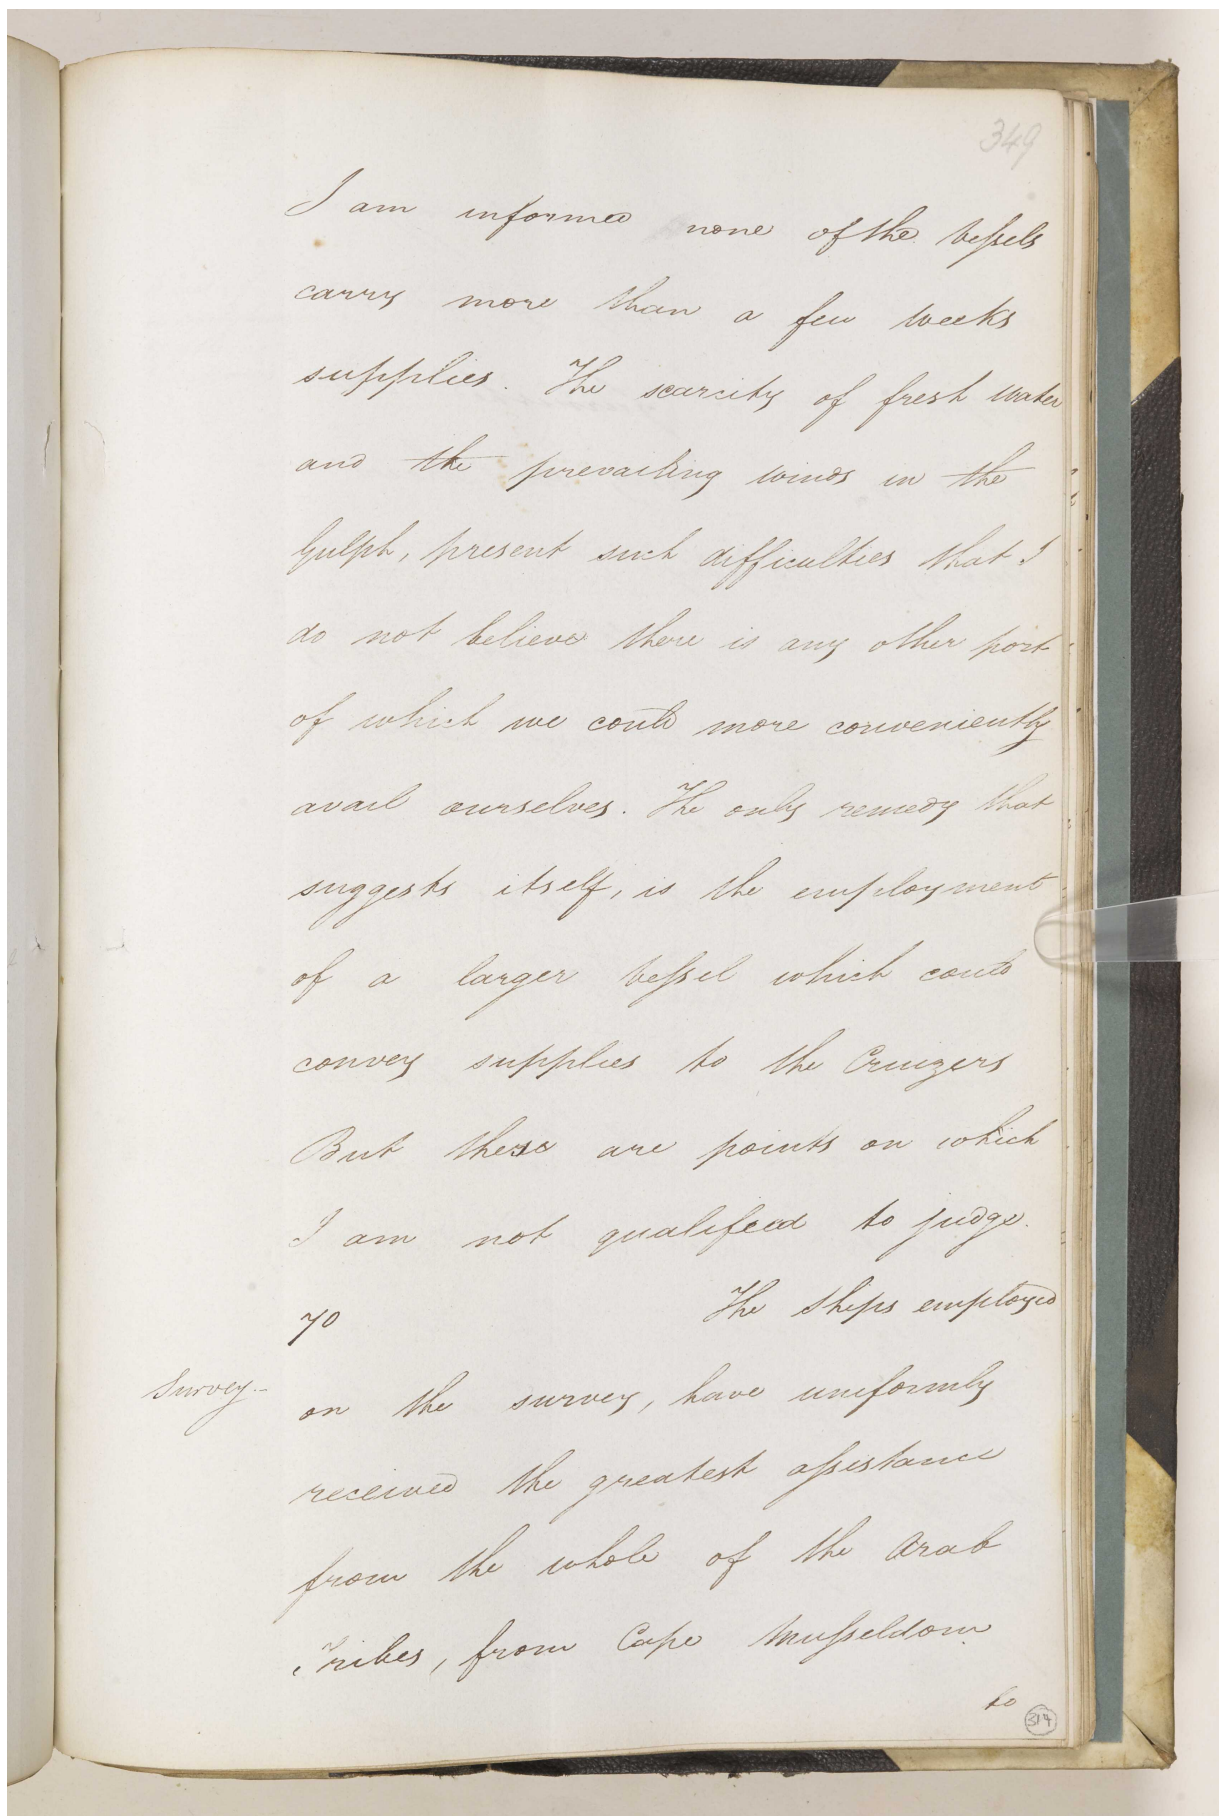 349
I am informed none of the vessels
carry more than a few weeks
supplies. The scarcity of fresh water
and the prevailing winds in the
Gulph, present such difficulties that I
do not believe there is any other port
of which we could more conveniently
avail ourselves. The only remedy that
suggests itself, is the employment
of a larger vessel which could
convey supplies to the Cruizers
But these are points on which
I am not qualified to judge.
70 The Ships employed
Survey-
on the survey, have uniformly
received the greatest assistance
from the whole of the Arab
Tribes, from Cape Musseldom
to
314